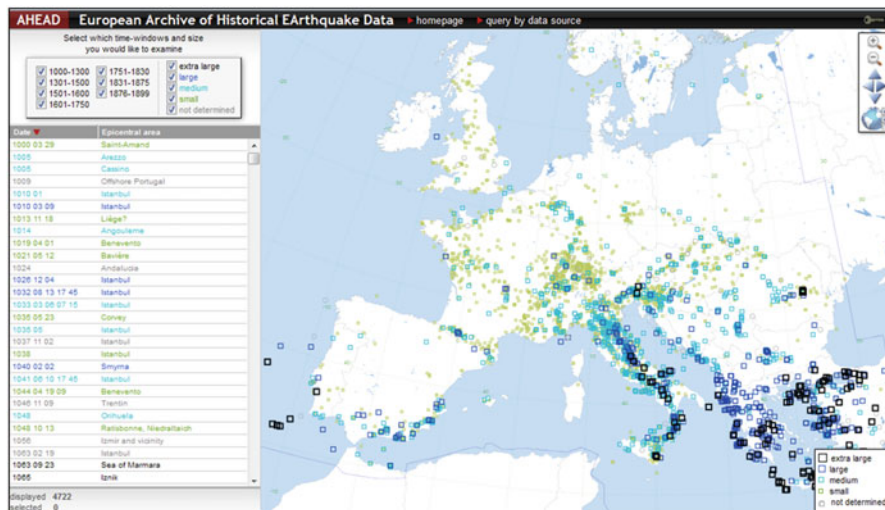 AHEAD European Archive of Historical EArthquake Data homepage query by data source
Select which time-windows and size
you would like to examine
1000-1300 1751-1830 extra large
1301-1500 1831-1875 large
1501-1600 1876-1899 medium
1601-1750 small
not determined
Date Epicentral area
1000 03 29 Saint-Amand
1005 Arezzo
1005 Cassino
1009 Offshore Portugal
1010 01 Istanbul
1010 03 09 Istanbul
1013 11 18 Liège?
1014 Angouleme
1019 04 01 Benevento
1021 05 12 Bavière
1024 Andalucia
1026 12 04 Istanbul
1032 08 13 17 45 Istanbul
1033 03 06 07 15 Istanbul
1035 05 23 Corvey
1035 05 Istanbul
1037 11 02 Istanbul
1038 Istanbul
1040 02 02 Smyrna
1041 06 10 17 45 Istanbul
1044 04 19 09 Benevento
1046 11 09 Trentin
1048 Orihuela
1048 10 13 Ratisbonne, Niedraltaich
1056 Izmir and vicinity
1063 02 19 Istanbul
1063 09 23 Sea of Marmara
1065 Iznik
displayed 4722
selected 0
extra large
large
medium
small
not determined